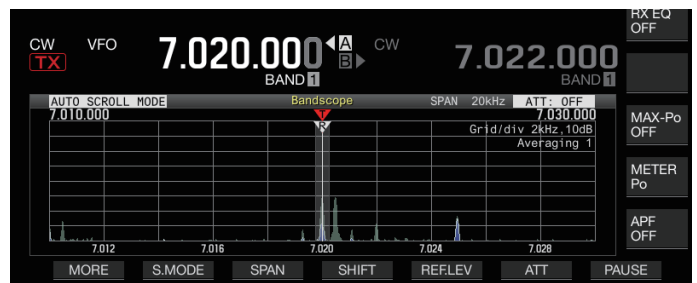 RX EQ
OFF
CW VFO 7.020.000 A CW 7.022.000
TX B
BAND 1 BAND 1
AUTO SCROLL MODE Bandscope SPAN 20kHz ATT: OFF
7.010.000 7.030.000
T
R
Grid/div 2kHz,10dB
Averaging 1
MAX-Po
OFF
METER
Po
APF
OFF
7.012 7.016 7.020 7.024 7.028
MORE S.MODE SPAN SHIFT REF.LEV ATT PAUSE